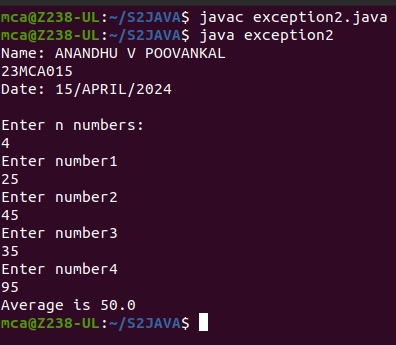 mca@Z238-UL:~/S2JAVA$ javac exception2.java
mca@Z238-UL:~/S2JAVA$ java exception2
Name: ANANDHU V POOVANKAL
23MCA015
Date: 15/APRIL/2024
Enter n numbers:
4
Enter number1
25
Enter number2
45
Enter number3
35
Enter number4
95
Average is 50.0
mca@Z238-UL:~/S2JAVA$